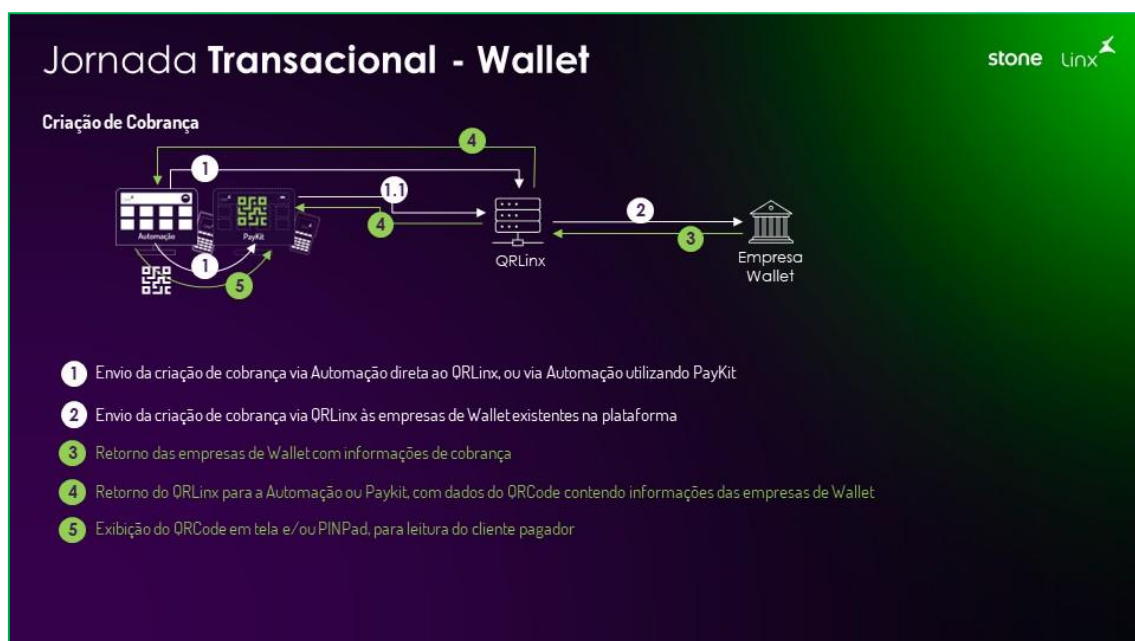 Jornada Transacional - Wallet
stone Linx
Criação de Cobrança
4
1
1.1
4
2
3
Automação
PayKit
QRLinx
Empresa
Wallet
1
5
1 Envio da criação de cobrança via Automação direta ao QRLinx, ou via Automação utilizando PayKit
2 Envio da criação de cobrança via QRLinx às empresas de Wallet existentes na plataforma
3 Retorno das empresas de Wallet com informações de cobrança
4 Retorno do QRLinx para a Automação ou Paykit, com dados do QRCode contendo informações das empresas de Wallet
5 Exibição do QRCode em tela e/ou PINPad, para leitura do cliente pagador